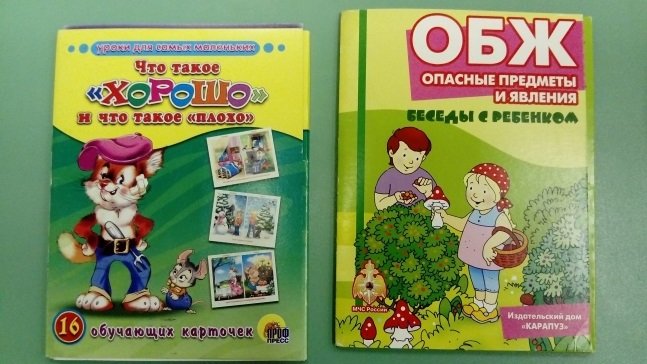 уроки для самых маленьких
Что такое
«ХОРОШО»
и что такое «плохо»
16
обучающих карточек
ПРОФ
ПРЕСС
ОБЖ
ОПАСНЫЕ ПРЕДМЕТЫ
И ЯВЛЕНИЯ
БЕСЕДЫ С РЕБЕНКОМ
МЧС России
Издательский дом
«КАРАПУЗ»